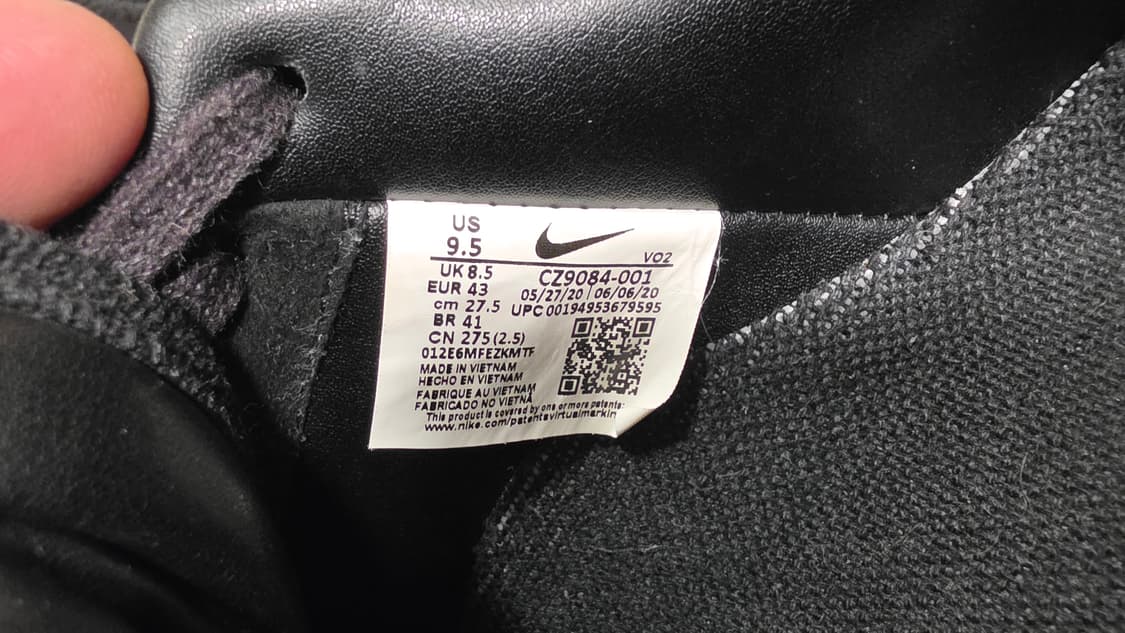 US
9.5
VO2
UK 8.5
EUR 43
cm 27.5
BR 41
CN 275 (2.5)
CZ9084-001
05/27/20 | 06/06/20
UPC 00194953679595
012E6MFEZKMTF
MADE IN VIETNAM
HECHO EN VIETNAM
FABRIQUE AU VIETNAM
FABRICADO NO VIETNÃ
This product is covered by one or more patents:
www.nike.com/patentsvirtualmarkin